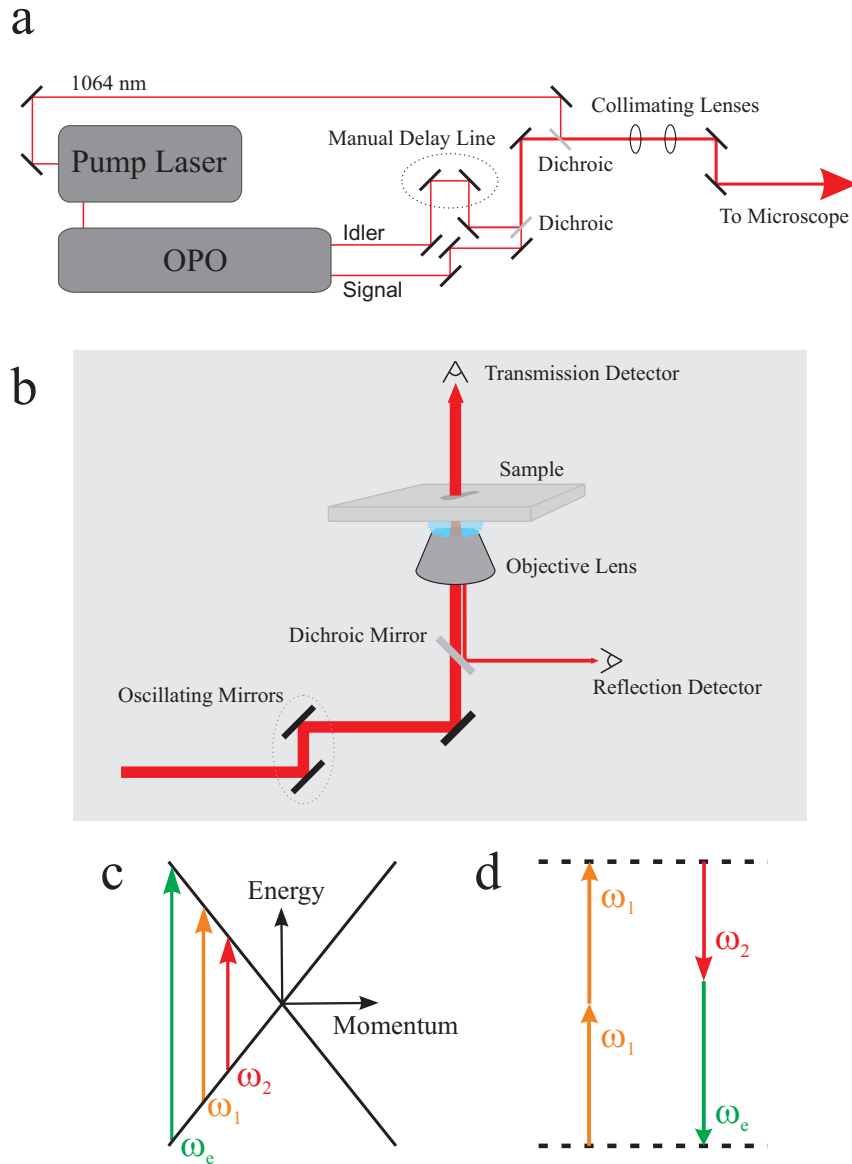 a
1064 nm
Collimating Lenses
Manual Delay Line
Pump Laser
Dichroic
To Microscope
Idler
Dichroic
OPO
Signal
b
Transmission Detector
Sample
Objective Lens
Dichroic Mirror
Reflection Detector
Oscillating Mirrors
c
Energy
Momentum
ω₂
ω₁
ωₑ
d
ω₁
ω₂
ω₁
ωₑ